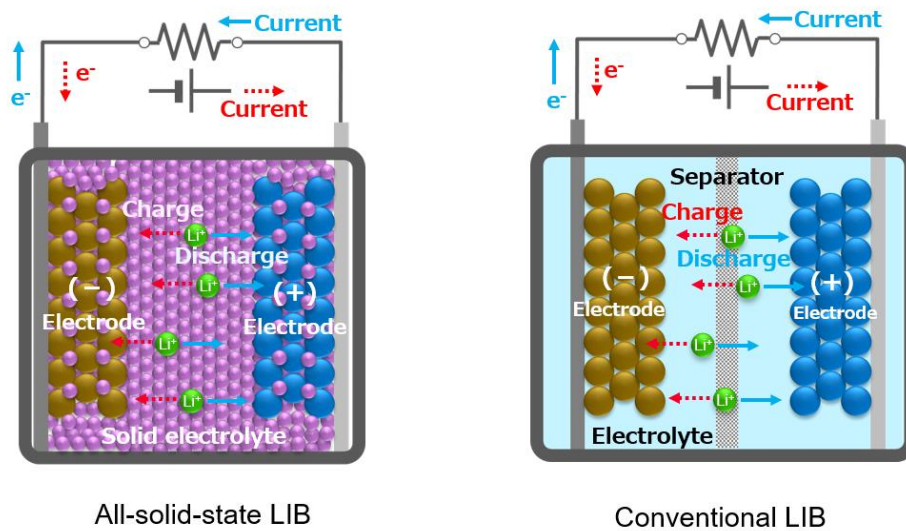 Current
e-
e-
Current
Charge
Li+
Discharge
Li+
(−)
(+)
Electrode
Electrode
Li+
Li+
Solid electrolyte
All-solid-state LIB
Current
e-
e-
Current
Separator
Charge
Li+
Discharge
Li+
(−)
(+)
Electrode
Electrode
Li+
Li+
Electrolyte
Conventional LIB